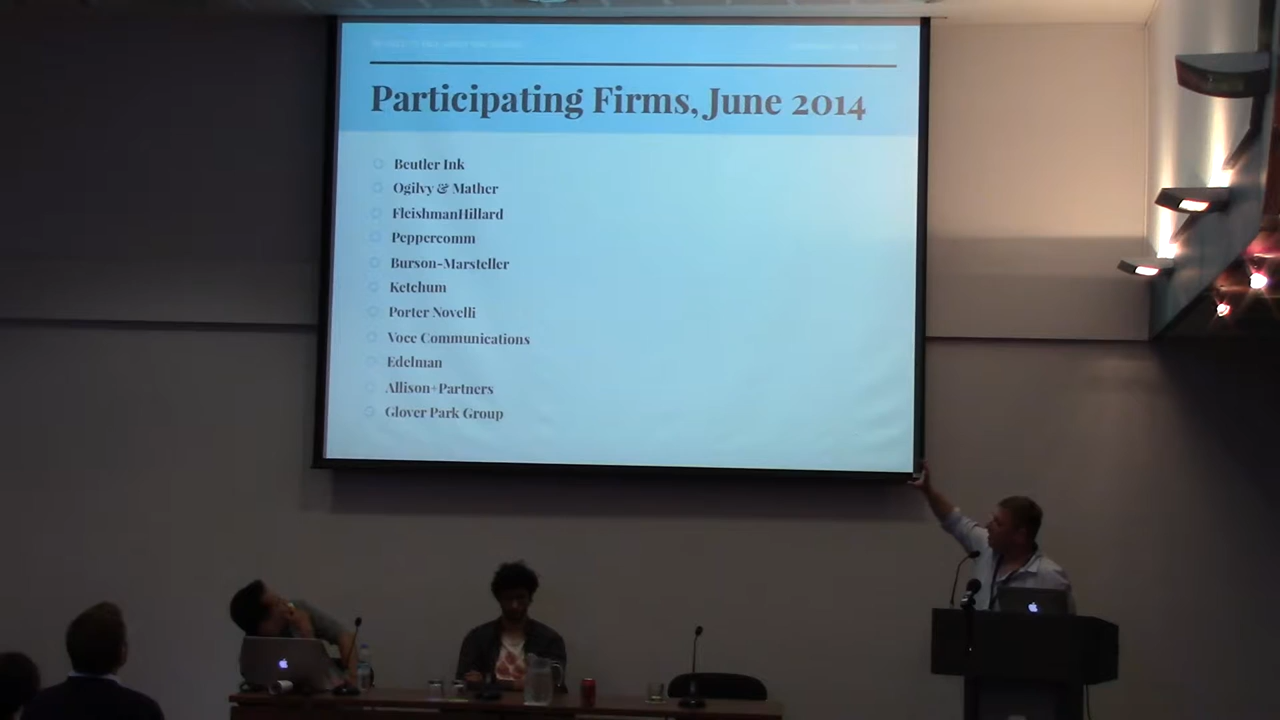 Participating Firms, June 2014
Beutler Ink
Ogilvy & Mather
FleishmanHillard
Peppercomm
Burson-Marsteller
Ketchum
Porter Novelli
Voce Communications
Edelman
Allison+Partners
Glover Park Group